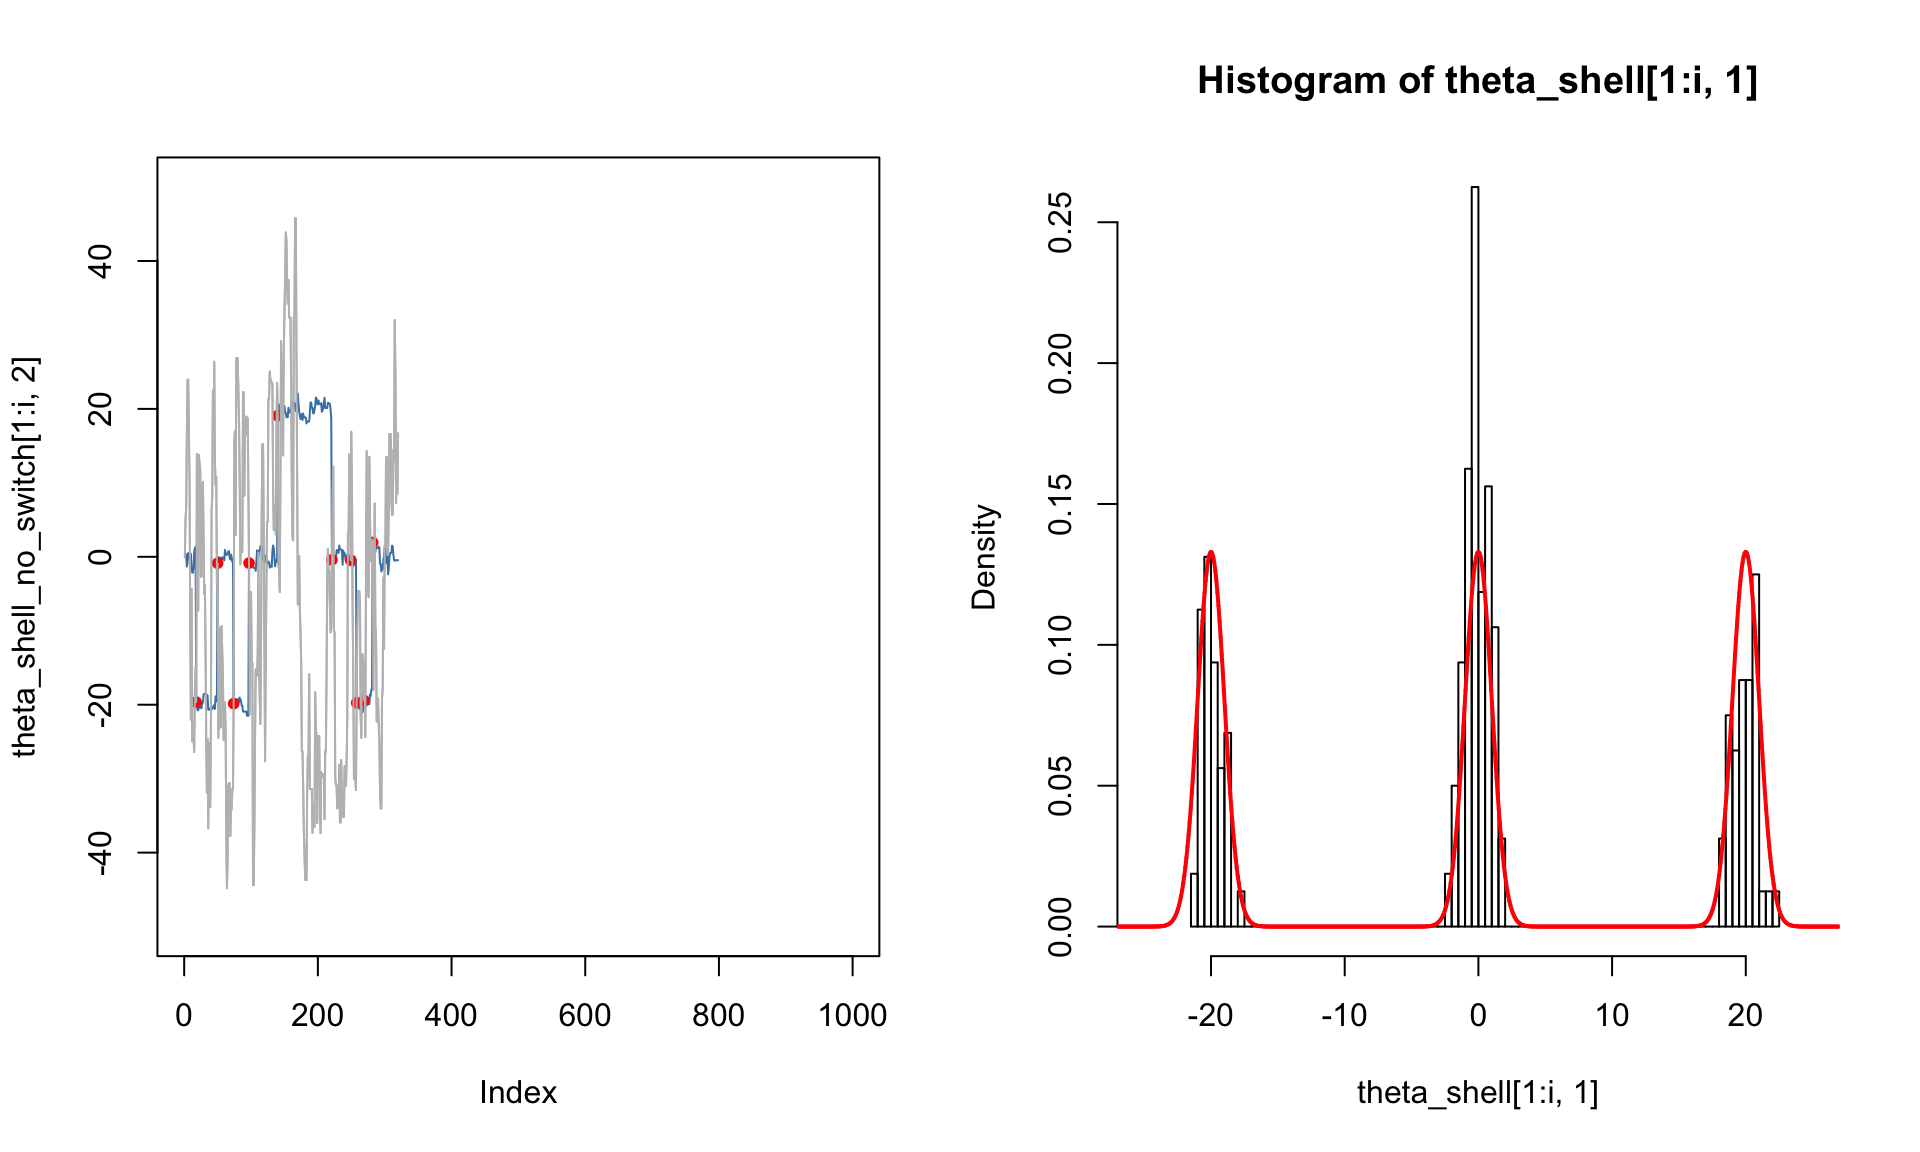 theta_shell_no_switch[1:i, 2]
40
20
0
-20
-40
0 200 400 600 800 1000
Index
Histogram of theta_shell[1:i, 1]
Density
0.25
0.20
0.15
0.10
0.05
0.00
-20 -10 0 10 20
theta_shell[1:i, 1]